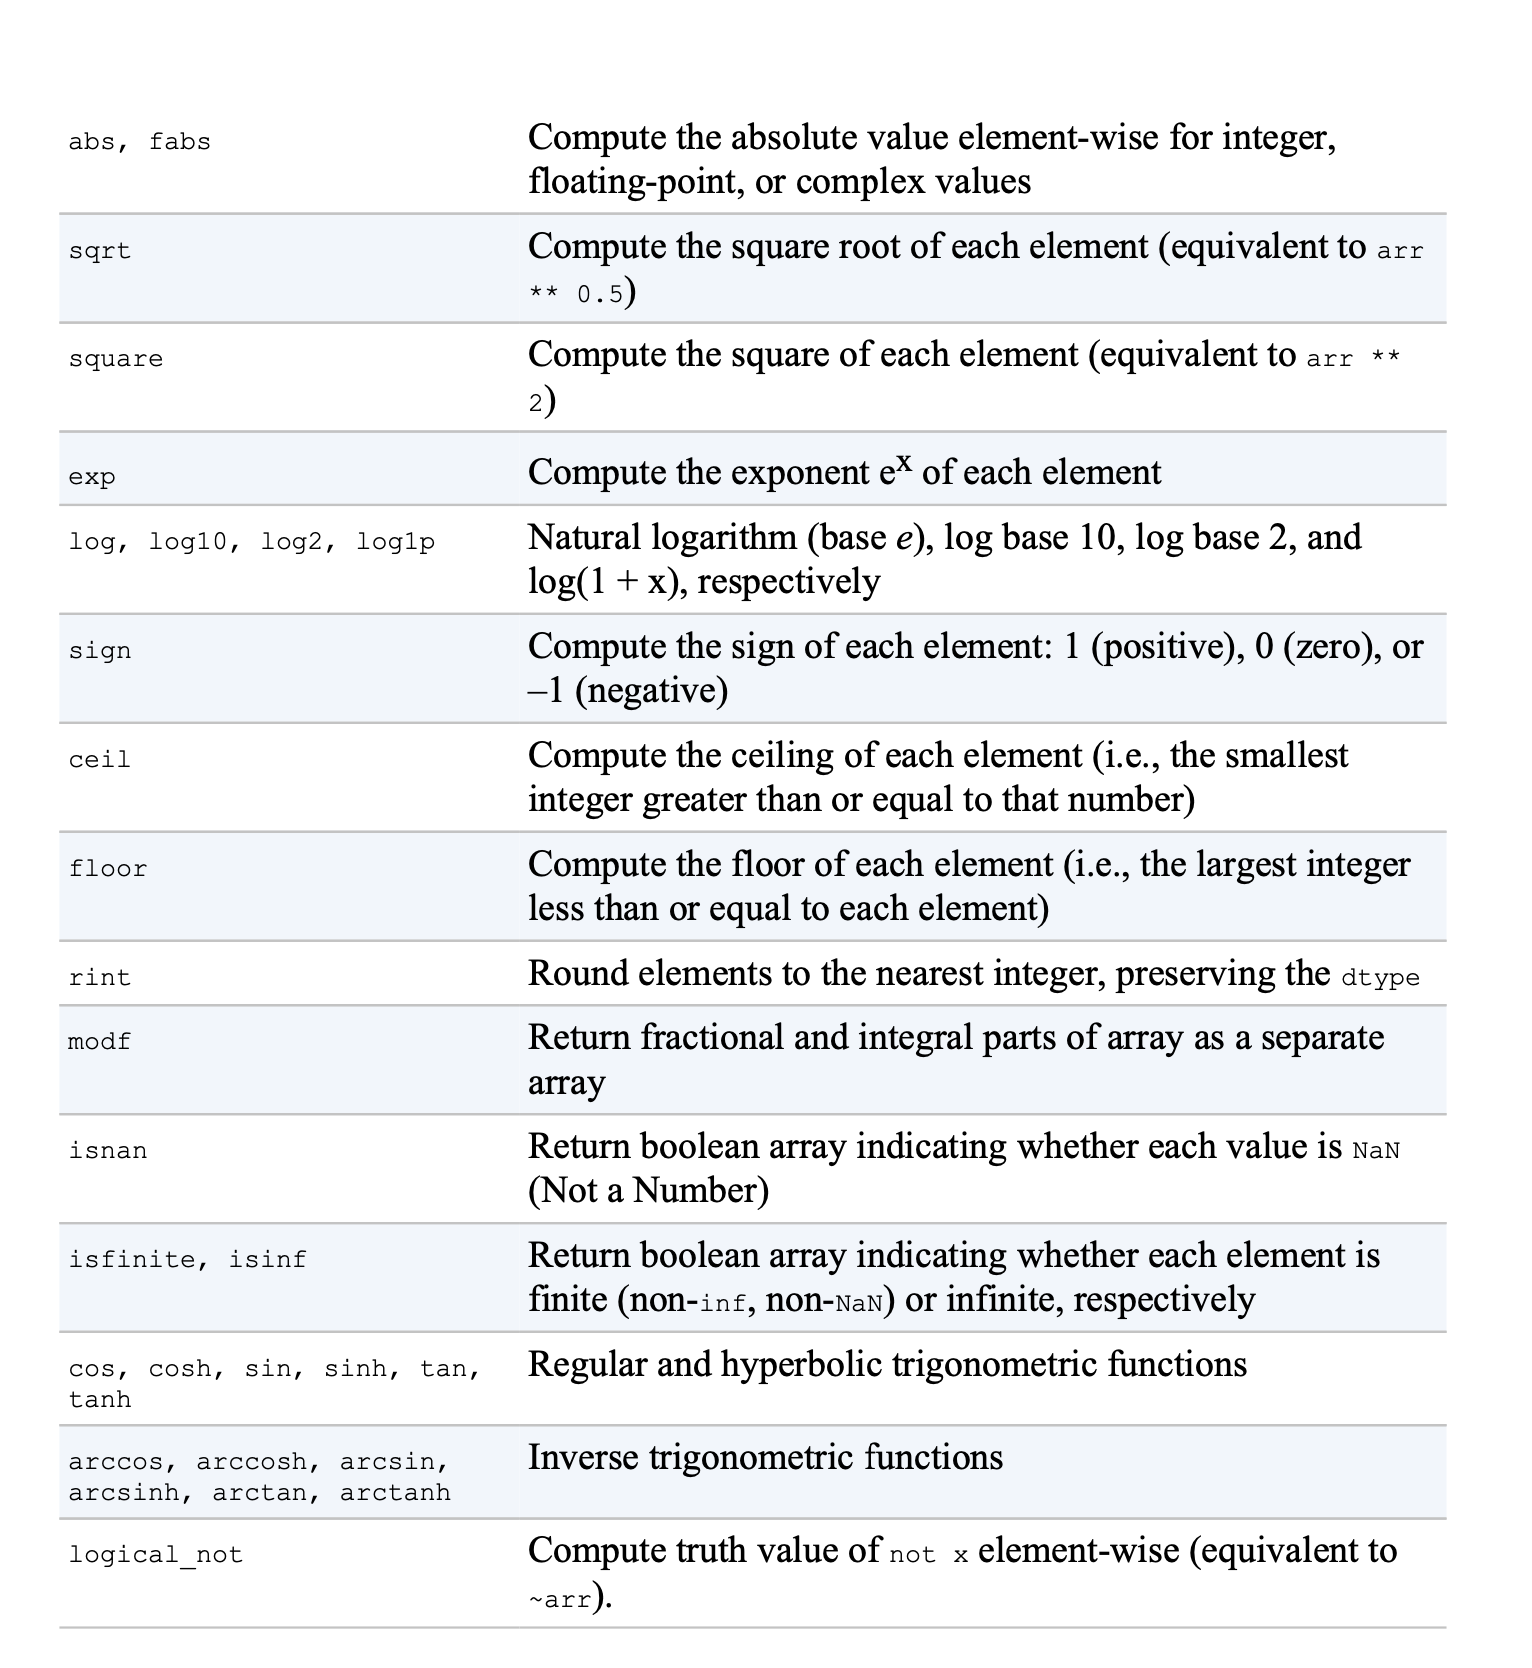 abs, fabs
Compute the absolute value element-wise for integer,
floating-point, or complex values
sqrt
Compute the square root of each element (equivalent to arr
** 0.5)
square
Compute the square of each element (equivalent to arr **
2)
exp
Compute the exponent e^x of each element
log, log10, log2, log1p
Natural logarithm (base e), log base 10, log base 2, and
log(1 + x), respectively
sign
Compute the sign of each element: 1 (positive), 0 (zero), or
–1 (negative)
ceil
Compute the ceiling of each element (i.e., the smallest
integer greater than or equal to that number)
floor
Compute the floor of each element (i.e., the largest integer
less than or equal to each element)
rint
Round elements to the nearest integer, preserving the dtype
modf
Return fractional and integral parts of array as a separate
array
isnan
Return boolean array indicating whether each value is NaN
(Not a Number)
isfinite, isinf
Return boolean array indicating whether each element is
finite (non-inf, non-NaN) or infinite, respectively
cos, cosh, sin, sinh, tan,
tanh
Regular and hyperbolic trigonometric functions
arccos, arccosh, arcsin,
arcsinh, arctan, arctanh
Inverse trigonometric functions
logical_not
Compute truth value of not x element-wise (equivalent to
~arr).